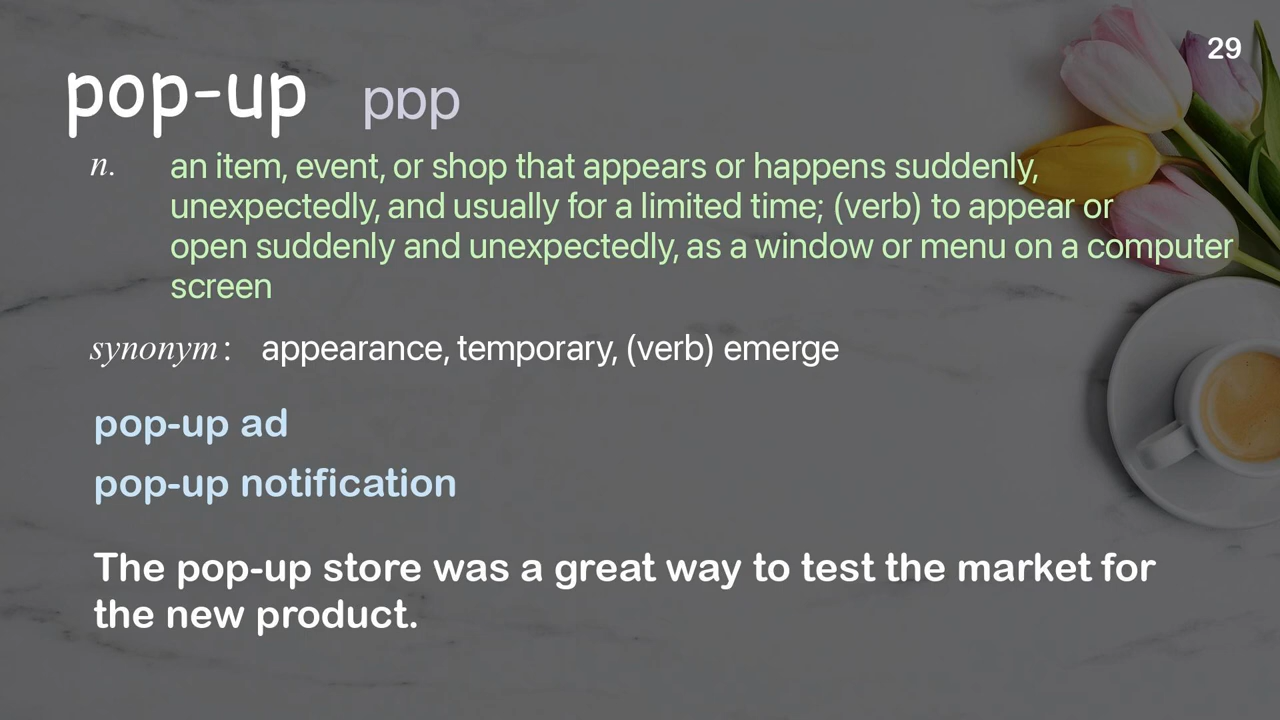 29
pop-up pɒp
n. an item, event, or shop that appears or happens suddenly,
unexpectedly, and usually for a limited time; (verb) to appear or
open suddenly and unexpectedly, as a window or menu on a computer
screen
synonym: appearance, temporary, (verb) emerge
pop-up ad
pop-up notification
The pop-up store was a great way to test the market for
the new product.